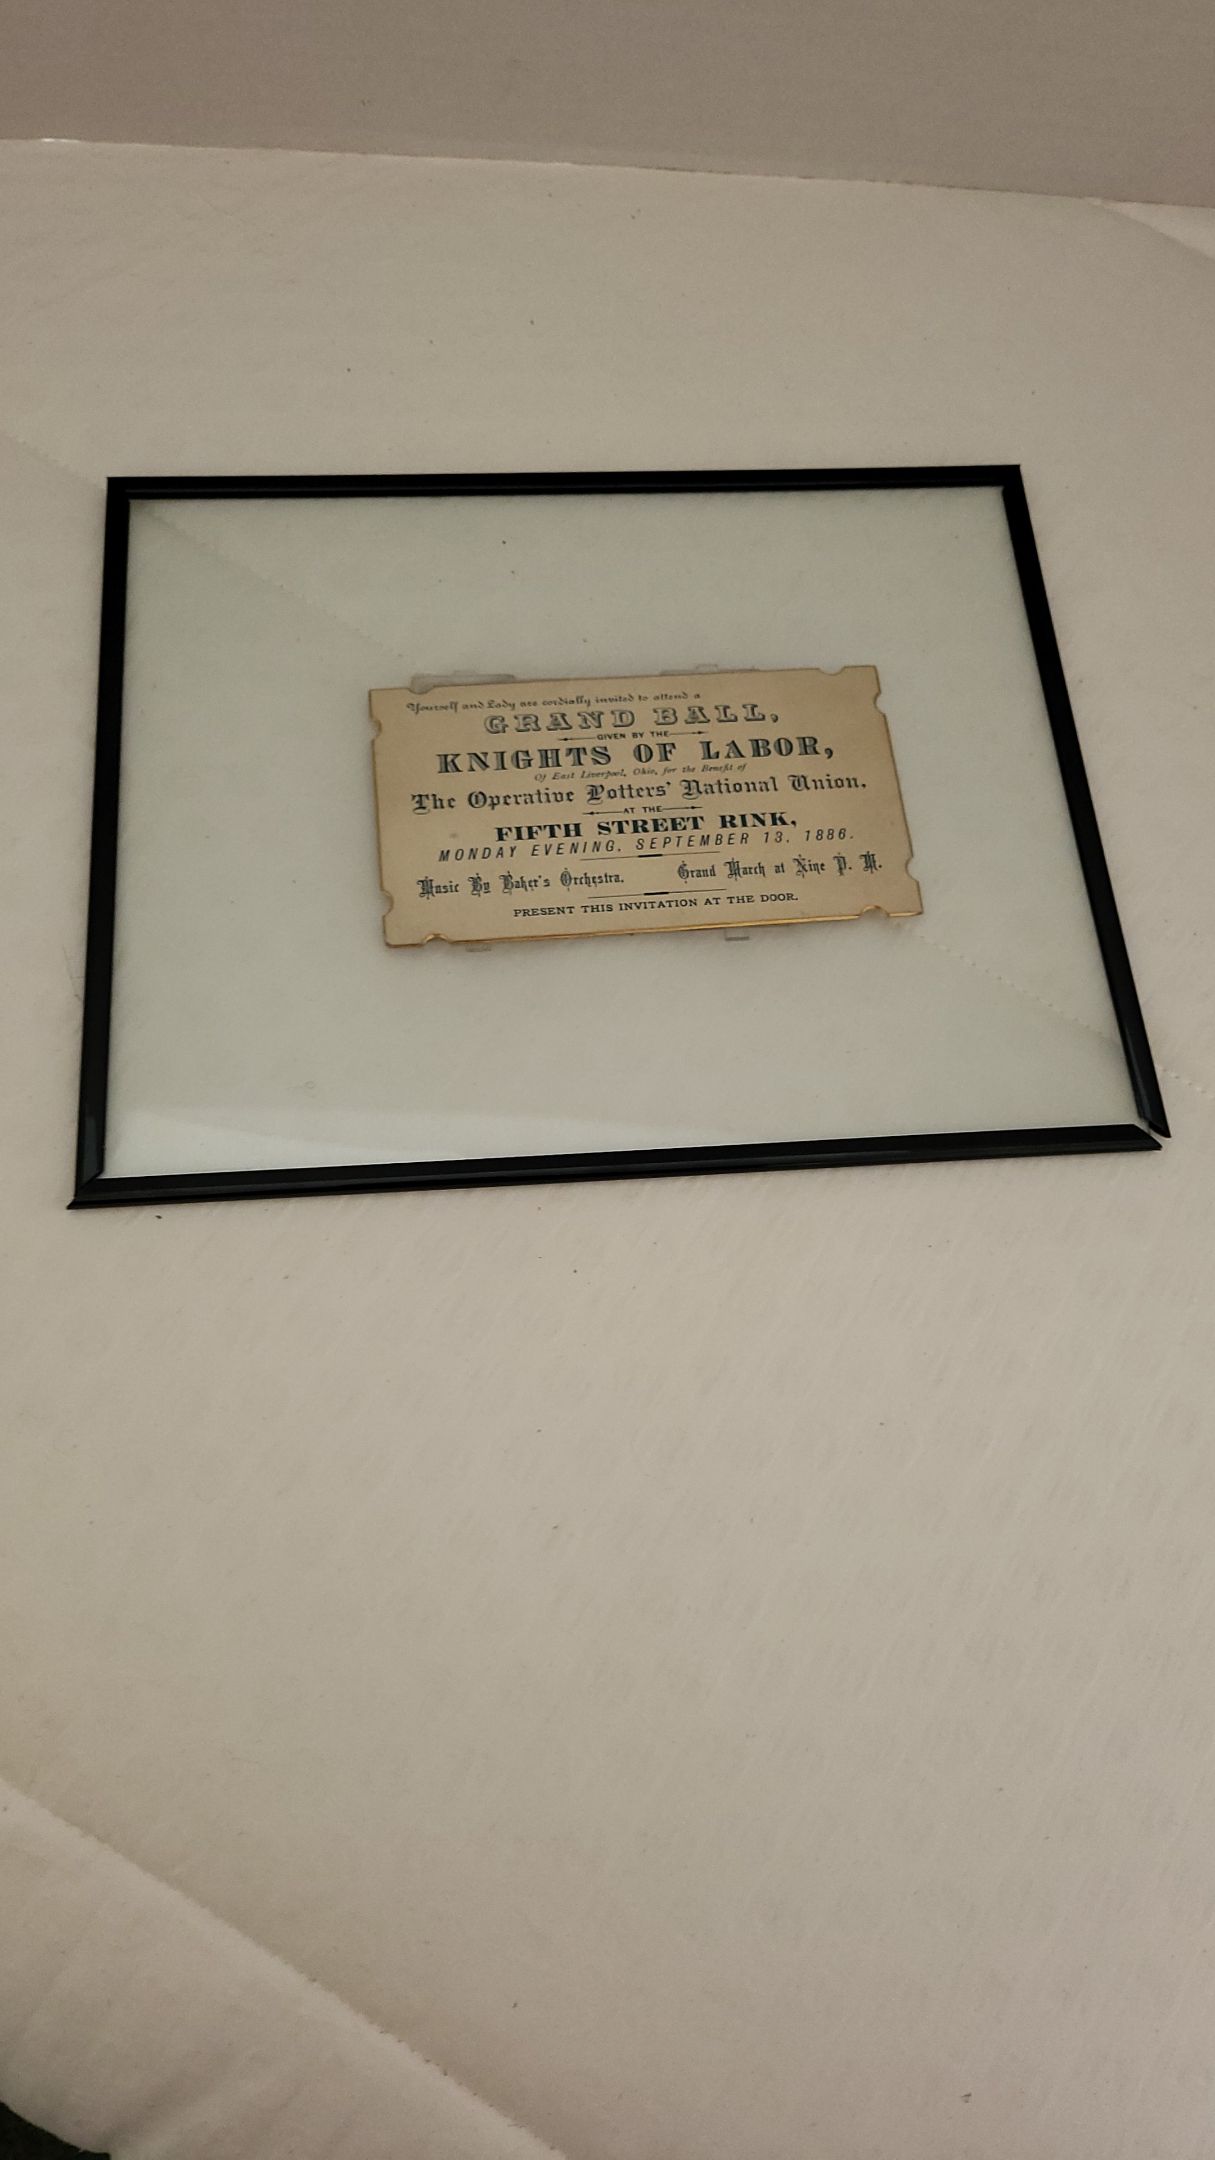 Yourself and Lady are cordially invited to attend a
GRAND BALL,
GIVEN BY THE
KNIGHTS OF LABOR,
Of East Liverpool, Ohio, for the Benefit of
The Operative Potters' National Union,
AT THE
FIFTH STREET RINK,
MONDAY EVENING, SEPTEMBER 13, 1886.
Music By Baker's Orchestra. Grand March at Nine P. M.
PRESENT THIS INVITATION AT THE DOOR.